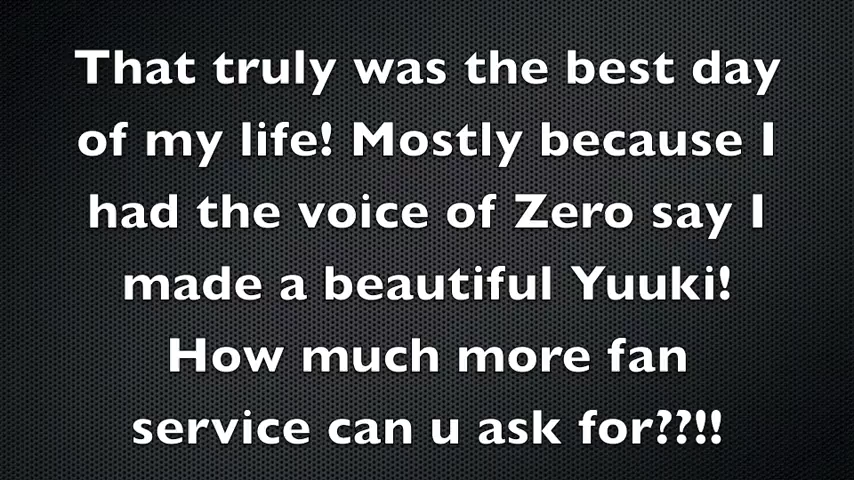 That truly was the best day
of my life! Mostly because I
had the voice of Zero say I
made a beautiful Yuuki!
How much more fan
service can u ask for??!!